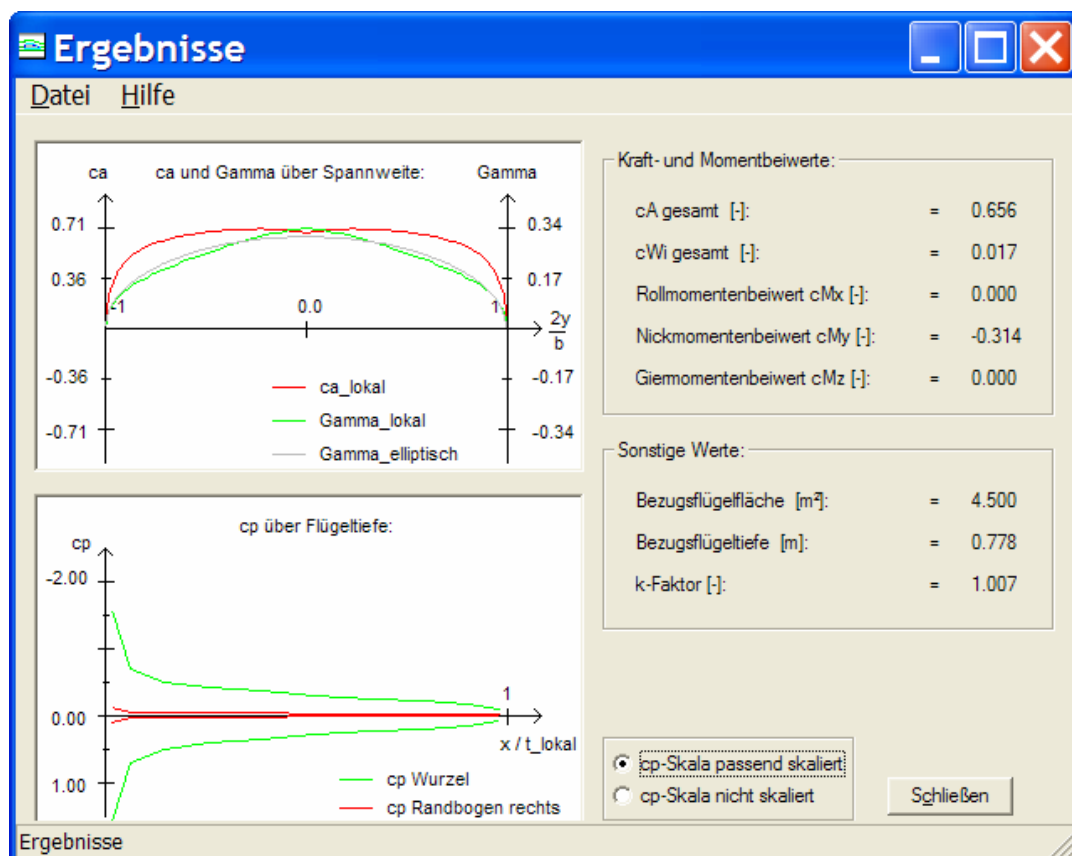 Ergebnisse
Datei Hilfe
ca ca und Gamma über Spannweite: Gamma
0.71 0.34
0.36 0.17
-1 0.0 1 2y
b
-0.36 -0.17
-0.71 -0.34
ca_lokal
Gamma_lokal
Gamma_elliptisch
cp über Flügeltiefe:
cp
-2.00
0.00
1.00
1
x / t_lokal
cp Wurzel
cp Randbogen rechts
Kraft- und Momentbeiwerte:
cA gesamt [-]: = 0.656
cWi gesamt [-]: = 0.017
Rollmomentenbeiwert cMx [-]: = 0.000
Nickmomentenbeiwert cMy [-]: = -0.314
Giermomentenbeiwert cMz [-]: = 0.000
Sonstige Werte:
Bezugsflügelfläche [m²]: = 4.500
Bezugsflügeltiefe [m]: = 0.778
k-Faktor [-]: = 1.007
cp-Skala passend skaliert
cp-Skala nicht skaliert
Schließen
Ergebnisse